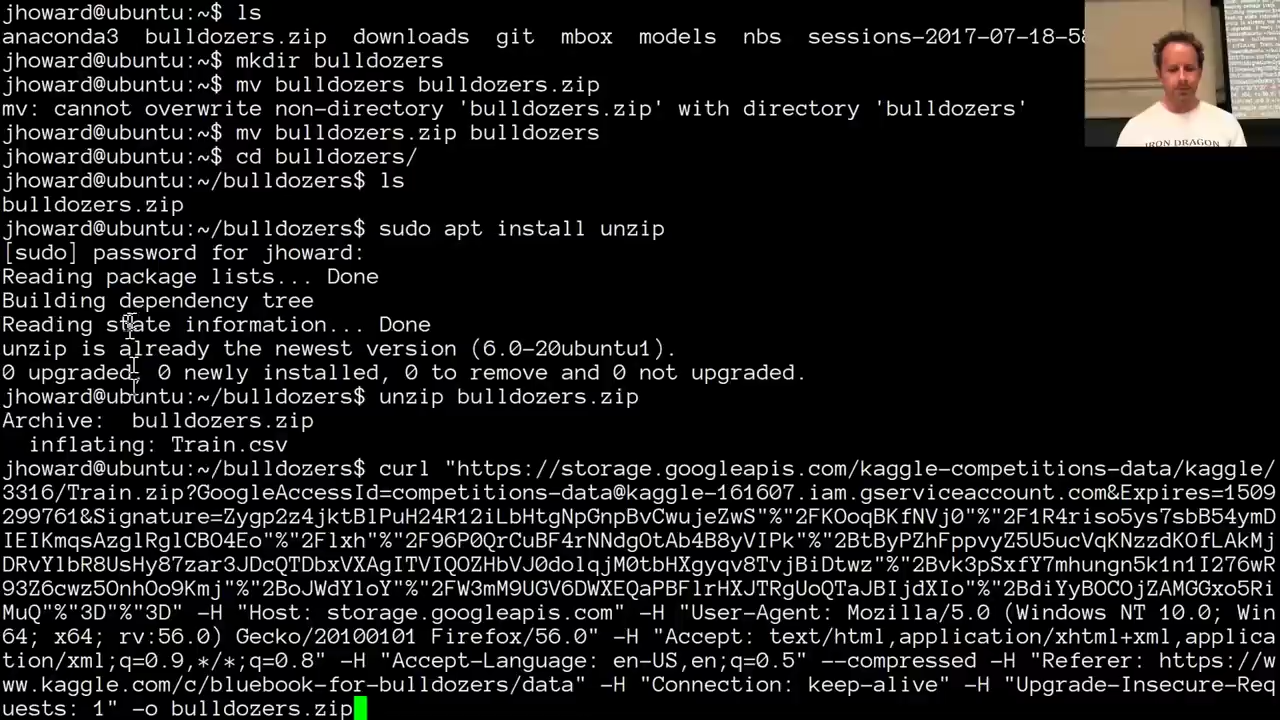 jhoward@ubuntu:~$ ls
anaconda3  bulldozers.zip  downloads  git  mbox  models  nbs  sessions-2017-07-18-58
jhoward@ubuntu:~$ mkdir bulldozers
jhoward@ubuntu:~$ mv bulldozers bulldozers.zip
mv: cannot overwrite non-directory 'bulldozers.zip' with directory 'bulldozers'
jhoward@ubuntu:~$ mv bulldozers.zip bulldozers
jhoward@ubuntu:~$ cd bulldozers/
jhoward@ubuntu:~/bulldozers$ ls
bulldozers.zip
jhoward@ubuntu:~/bulldozers$ sudo apt install unzip
[sudo] password for jhoward:
Reading package lists... Done
Building dependency tree
Reading state information... Done
unzip is already the newest version (6.0-20ubuntu1).
0 upgraded, 0 newly installed, 0 to remove and 0 not upgraded.
jhoward@ubuntu:~/bulldozers$ unzip bulldozers.zip
Archive:  bulldozers.zip
  inflating: Train.csv
jhoward@ubuntu:~/bulldozers$ curl "https://storage.googleapis.com/kaggle-competitions-data/kaggle/
3316/Train.zip?GoogleAccessId=competitions-data@kaggle-161607.iam.gserviceaccount.com&Expires=1509
299761&Signature=Zygp2z4jktBlPuH24R12iLbHtgNpGnpBvCwujeZwS"%"2FKOoqBKfNVj0"%"2F1R4riso5ys7sbB54ymD
IEIKmqsAzglRglCBO4Eo"%"2Flxh"%"2F96P0QrCuBF4rNNdgOtAb4B8yVIPk"%"2BtByPZhFppvyZ5U5ucVqKNzzdKOfLAkMj
DRvYlbR8UsHy87zar3JDcQTDbxVXAgITVIQOZHbVJ0dolqjM0tbHXgyqv8TvjBiDtwz"%"2Bvk3pSxfY7mhungn5k1n1I276wR
93Z6cwz5OnhOo9Kmj"%"2BoJWdYloY"%"2FW3mM9UGV6DWXEQaPBFlrHXJTRgUoQTaJBIjdXIo"%"2BdiYyBOCOjZAMGGxo5Ri
MuQ"%"3D"%"3D" -H "Host: storage.googleapis.com" -H "User-Agent: Mozilla/5.0 (Windows NT 10.0; Win
64; x64; rv:56.0) Gecko/20100101 Firefox/56.0" -H "Accept: text/html,application/xhtml+xml,applica
tion/xml;q=0.9,*/*;q=0.8" -H "Accept-Language: en-US,en;q=0.5" --compressed -H "Referer: https://w
ww.kaggle.com/c/bluebook-for-bulldozers/data" -H "Connection: keep-alive" -H "Upgrade-Insecure-Req
uests: 1" -o bulldozers.zip
IRON DRAGON